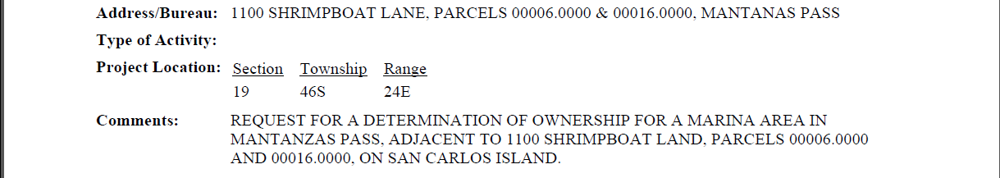 Address/Bureau: 1100 SHRIMPBOAT LANE, PARCELS 00006.0000 & 00016.0000, MANTANAS PASS
Type of Activity:
Project Location: Section Township Range
19 46S 24E
Comments: REQUEST FOR A DETERMINATION OF OWNERSHIP FOR A MARINA AREA IN
MANTANZAS PASS, ADJACENT TO 1100 SHRIMPBOAT LAND, PARCELS 00006.0000
AND 00016.0000, ON SAN CARLOS ISLAND.